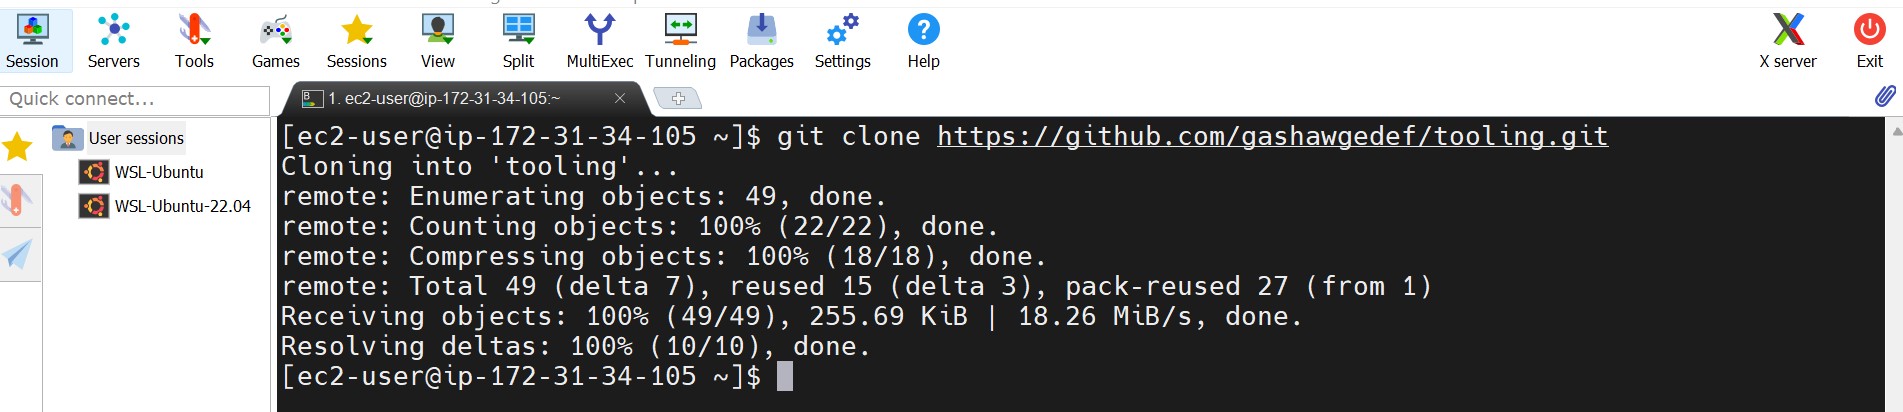 Session Servers Tools Games Sessions View Split MultiExec Tunneling Packages Settings Help X server Exit
Quick connect...
1. ec2-user@ip-172-31-34-105:~
User sessions
WSL-Ubuntu
WSL-Ubuntu-22.04
[ec2-user@ip-172-31-34-105 ~]$ git clone https://github.com/gashawgedef/tooling.git
Cloning into 'tooling'...
remote: Enumerating objects: 49, done.
remote: Counting objects: 100% (22/22), done.
remote: Compressing objects: 100% (18/18), done.
remote: Total 49 (delta 7), reused 15 (delta 3), pack-reused 27 (from 1)
Receiving objects: 100% (49/49), 255.69 KiB | 18.26 MiB/s, done.
Resolving deltas: 100% (10/10), done.
[ec2-user@ip-172-31-34-105 ~]$